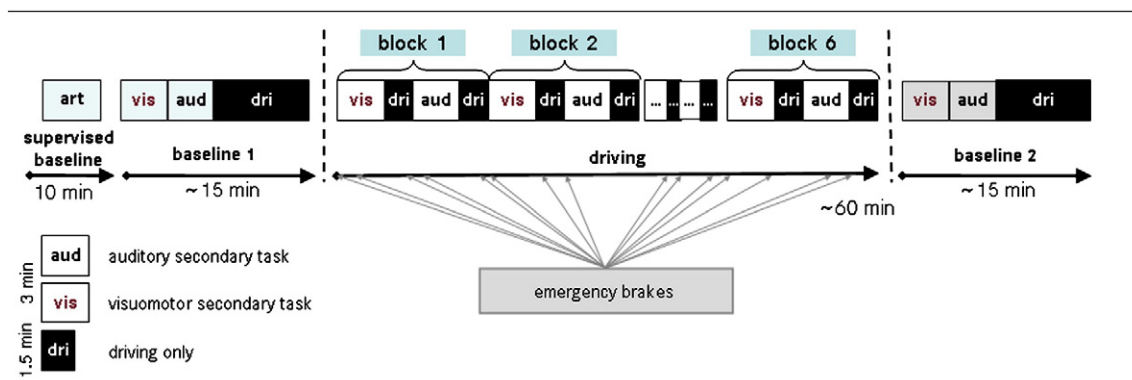 block 1 block 2 block 6
art vis aud dri vis dri aud dri vis dri aud dri ... ... ... ... vis dri aud dri vis aud dri
supervised
baseline baseline 1 driving baseline 2
10 min ~15 min ~60 min ~15 min
aud auditory secondary task
3 min
vis visuomotor secondary task
emergency brakes
1.5 min
dri driving only